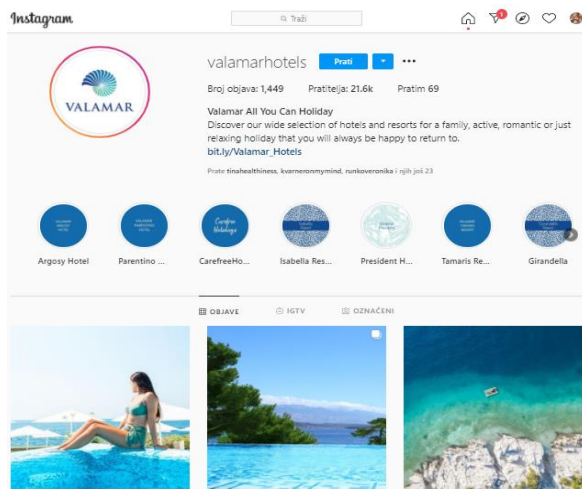 Instagram
Traži
1
VALAMAR
valamarhotels Prati
Broj objava: 1,449 Pratitelja: 21.6k Pratim 69
Valamar All You Can Holiday
Discover our wide selection of hotels and resorts for a family, active, romantic or just
relaxing holiday that you will always be happy to return to.
bit.ly/Valamar_Hotels
Prate tinahealthiness, kvarneronmymind, runkoveronika i njih još 23
Carefree
Holidays
Argosy Hotel Parentino ... CarefreeHo... Isabella Res... President H... Tamaris Re... Girandella
OBJAVE IGTV OZNAČENI